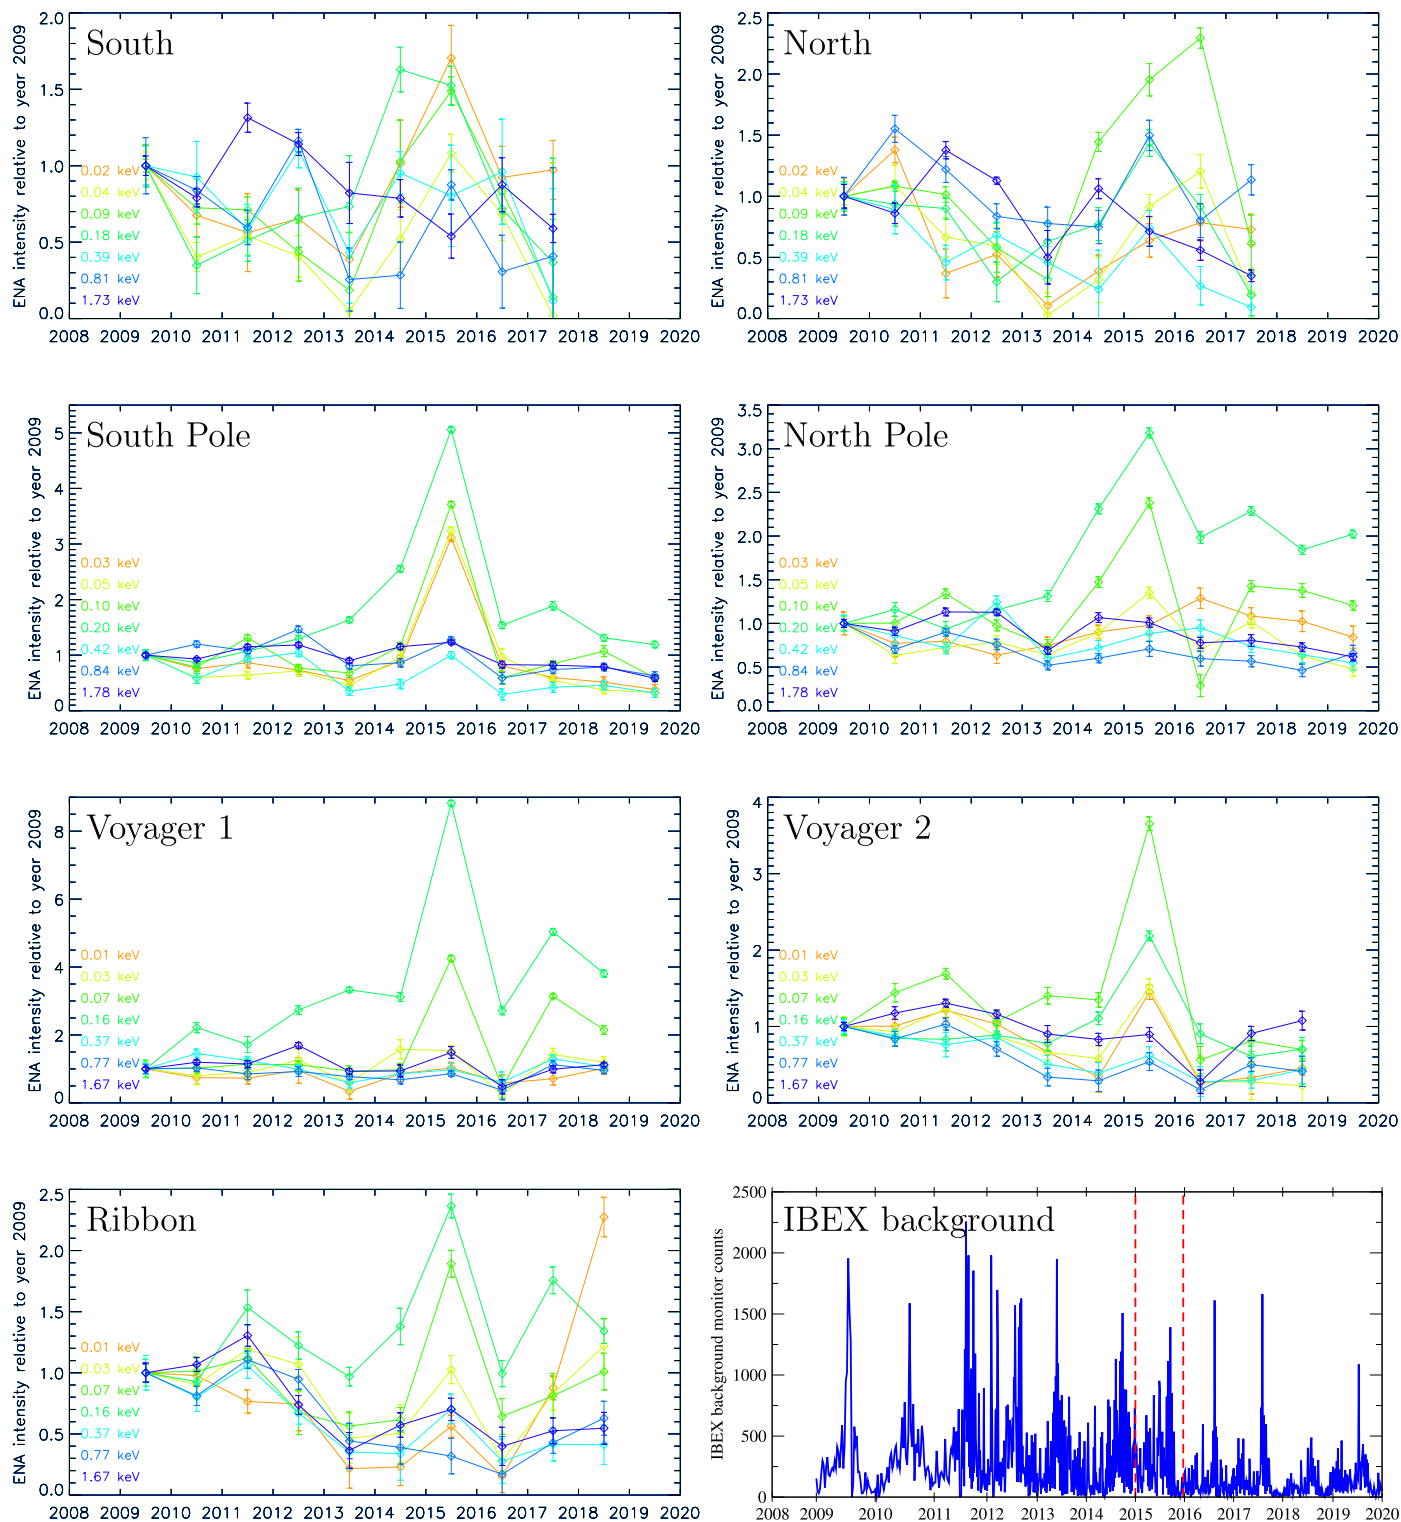 South
ENA intensity relative to year 2009
2.0
1.5
1.0
0.5
0.0
0.02 keV
0.04 keV
0.09 keV
0.18 keV
0.39 keV
0.81 keV
1.73 keV
2008 2009 2010 2011 2012 2013 2014 2015 2016 2017 2018 2019 2020
North
ENA intensity relative to year 2009
2.5
2.0
1.5
1.0
0.5
0.0
0.02 keV
0.04 keV
0.09 keV
0.18 keV
0.39 keV
0.81 keV
1.73 keV
2008 2009 2010 2011 2012 2013 2014 2015 2016 2017 2018 2019 2020
South Pole
ENA intensity relative to year 2009
5
4
3
2
1
0
0.03 keV
0.05 keV
0.10 keV
0.20 keV
0.42 keV
0.84 keV
1.78 keV
2008 2009 2010 2011 2012 2013 2014 2015 2016 2017 2018 2019 2020
North Pole
ENA intensity relative to year 2009
3.5
3.0
2.5
2.0
1.5
1.0
0.5
0.0
0.03 keV
0.05 keV
0.10 keV
0.20 keV
0.42 keV
0.84 keV
1.78 keV
2008 2009 2010 2011 2012 2013 2014 2015 2016 2017 2018 2019 2020
Voyager 1
ENA intensity relative to year 2009
8
6
4
2
0
0.01 keV
0.03 keV
0.07 keV
0.16 keV
0.37 keV
0.77 keV
1.67 keV
2008 2009 2010 2011 2012 2013 2014 2015 2016 2017 2018 2019 2020
Voyager 2
ENA intensity relative to year 2009
4
3
2
1
0
0.01 keV
0.03 keV
0.07 keV
0.16 keV
0.37 keV
0.77 keV
1.67 keV
2008 2009 2010 2011 2012 2013 2014 2015 2016 2017 2018 2019 2020
Ribbon
ENA intensity relative to year 2009
2.5
2.0
1.5
1.0
0.5
0.0
0.01 keV
0.03 keV
0.07 keV
0.16 keV
0.37 keV
0.77 keV
1.67 keV
2008 2009 2010 2011 2012 2013 2014 2015 2016 2017 2018 2019 2020
IBEX background
IBEX background monitor counts
2500
2000
1500
1000
500
0
2008 2009 2010 2011 2012 2013 2014 2015 2016 2017 2018 2019 2020